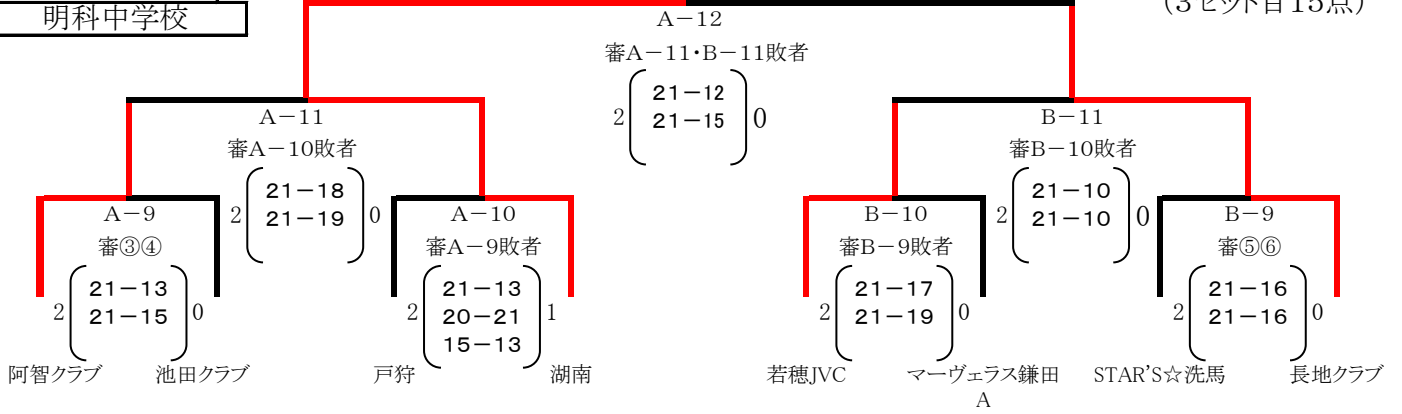 (3セット目15点)
明科中学校
A-12
審A-11・B-11敗者
2 21-12 0
21-15
A-11
審A-10敗者
2 21-18 0
21-19
B-11
審B-10敗者
2 21-10 0
21-10
A-9
審③④
2 21-13 0
21-15
A-10
審A-9敗者
21-13
2 20-21 1
15-13
B-10
審B-9敗者
2 21-17 0
21-19
B-9
審⑤⑥
2 21-16 0
21-16
阿智クラブ 池田クラブ 戸狩 湖南 若穂JVC マーヴェラス鎌田 STAR'S☆洗馬 長地クラブ
A